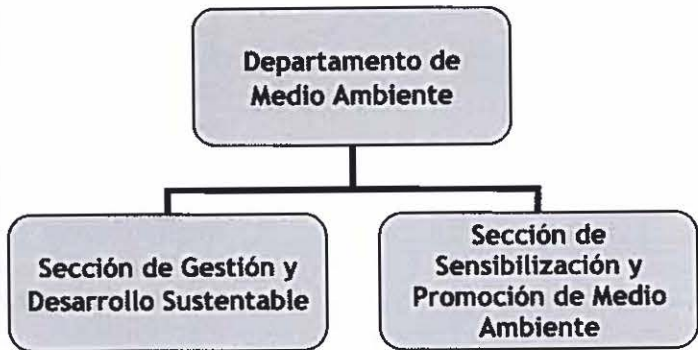 Departamento de
Medio Ambiente
Sección de Gestión y
Desarrollo Sustentable
Sección de
Sensibilización y
Promoción de Medio
Ambiente